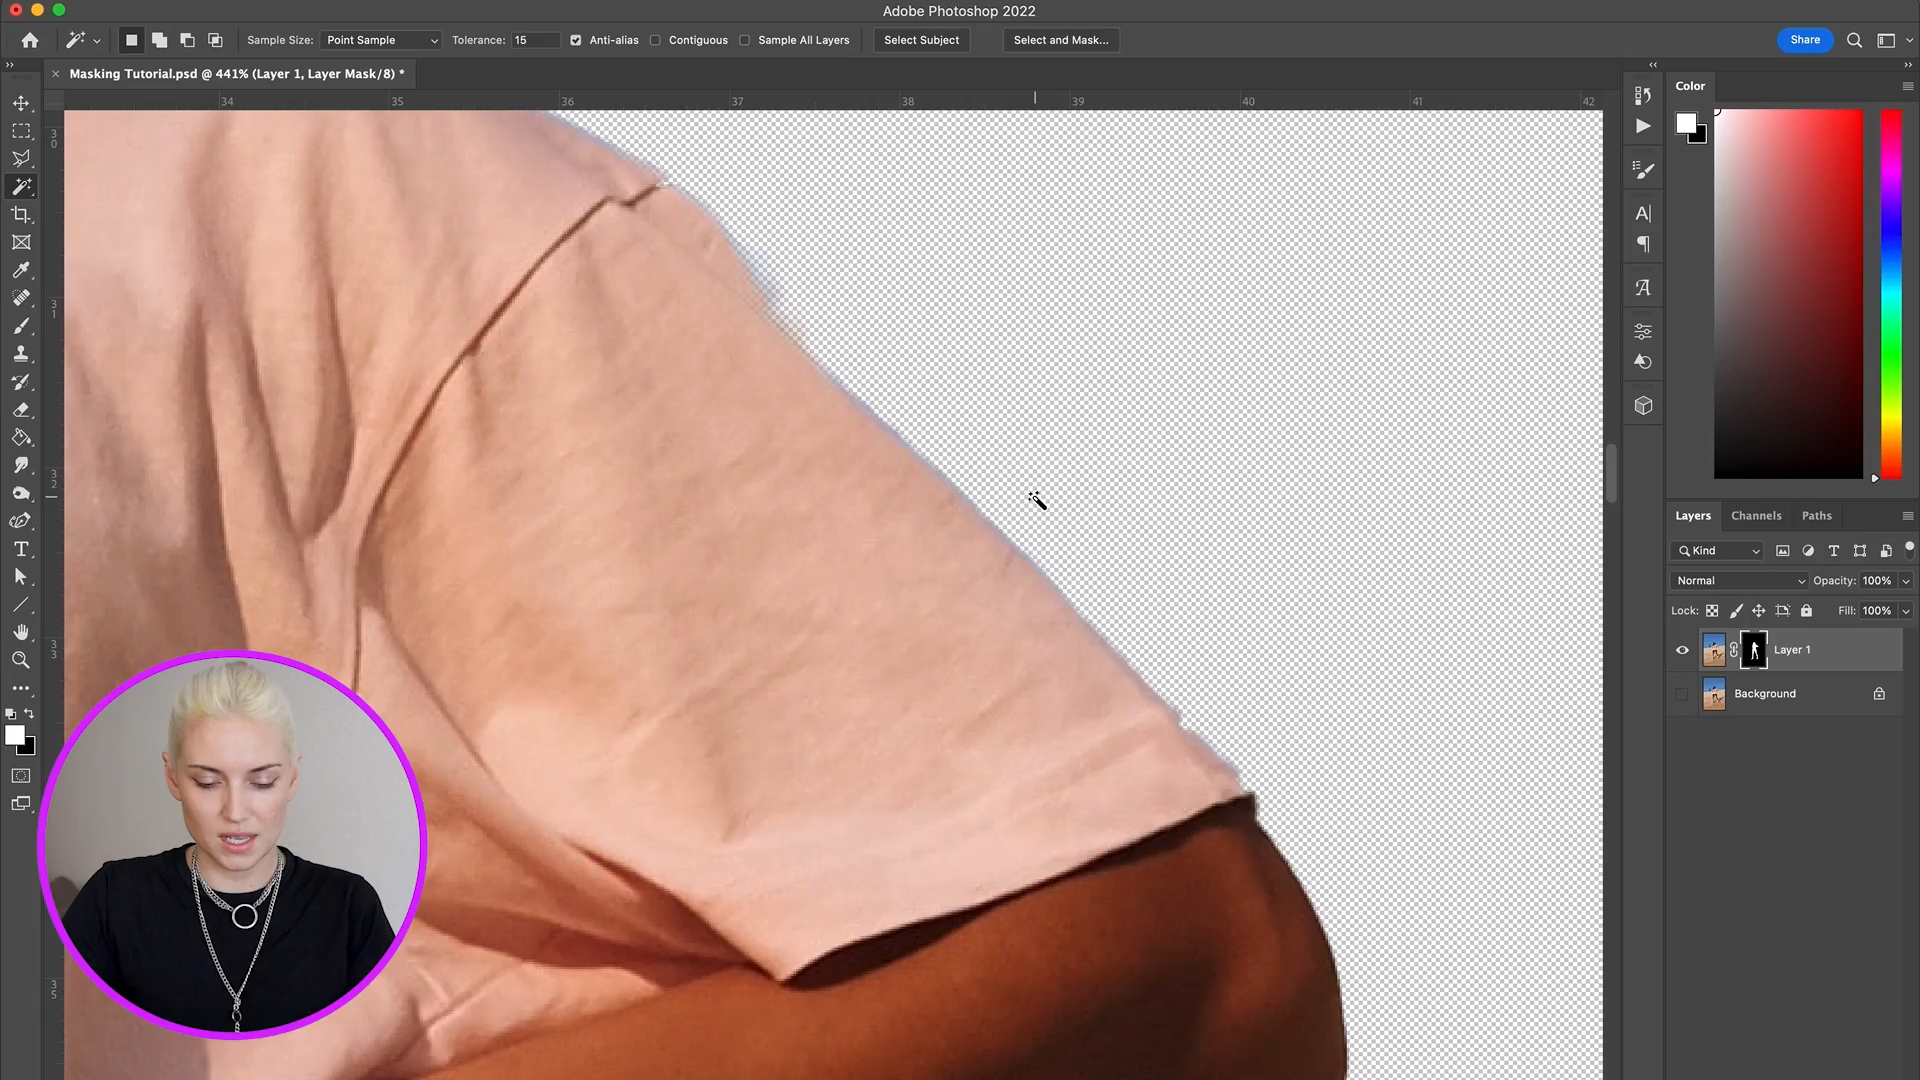 Adobe Photoshop 2022
Sample Size: Point Sample Tolerance: 15 Anti-alias Contiguous Sample All Layers Select Subject Select and Mask... Share
Masking Tutorial.psd @ 441% (Layer 1, Layer Mask/8) *
34 35 36 37 38 39 40 41 42
30
31
32
33
35
Color
Layers Channels Paths
Kind
Normal Opacity: 100%
Lock: Fill: 100%
Layer 1
Background